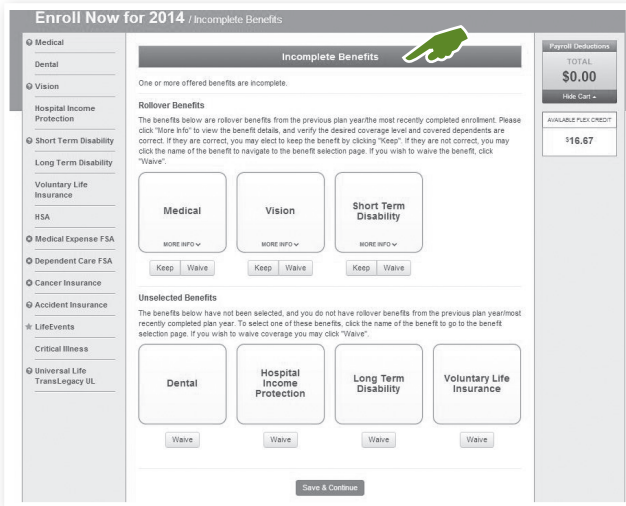 Enroll Now for 2014 / Incomplete Benefits
Medical
Dental
Vision
Hospital Income
Protection
Short Term Disability
Long Term Disability
Voluntary Life
Insurance
HSA
Medical Expense FSA
Dependent Care FSA
Cancer Insurance
Accident Insurance
LifeEvents
Critical Illness
Universal Life
TransLegacy UL
Incomplete Benefits
One or more offered benefits are incomplete.
Rollover Benefits
The benefits below are rollover benefits from the previous plan year/the most recently completed enrollment. Please
click "More Info" to view the benefit details, and verify the desired coverage level and covered dependents are
correct. If they are correct, you may elect to keep the benefit by clicking "Keep". If they are not correct, you may
click the name of the benefit to navigate to the benefit selection page. If you wish to waive the benefit, click
"Waive".
Medical
MORE INFO
Keep Waive
Vision
MORE INFO
Keep Waive
Short Term
Disability
MORE INFO
Keep Waive
Unselected Benefits
The benefits below have not been selected, and you do not have rollover benefits from the previous plan year/most
recently completed plan year. To select one of these benefits, click the name of the benefit to go to the benefit
selection page. If you wish to waive coverage you may click "Waive".
Dental
Waive
Hospital
Income
Protection
Waive
Long Term
Disability
Waive
Voluntary Life
Insurance
Waive
Save & Continue
Payroll Deductions
TOTAL
$0.00
Hide Cart
AVAILABLE FLEX CREDIT
$16.67